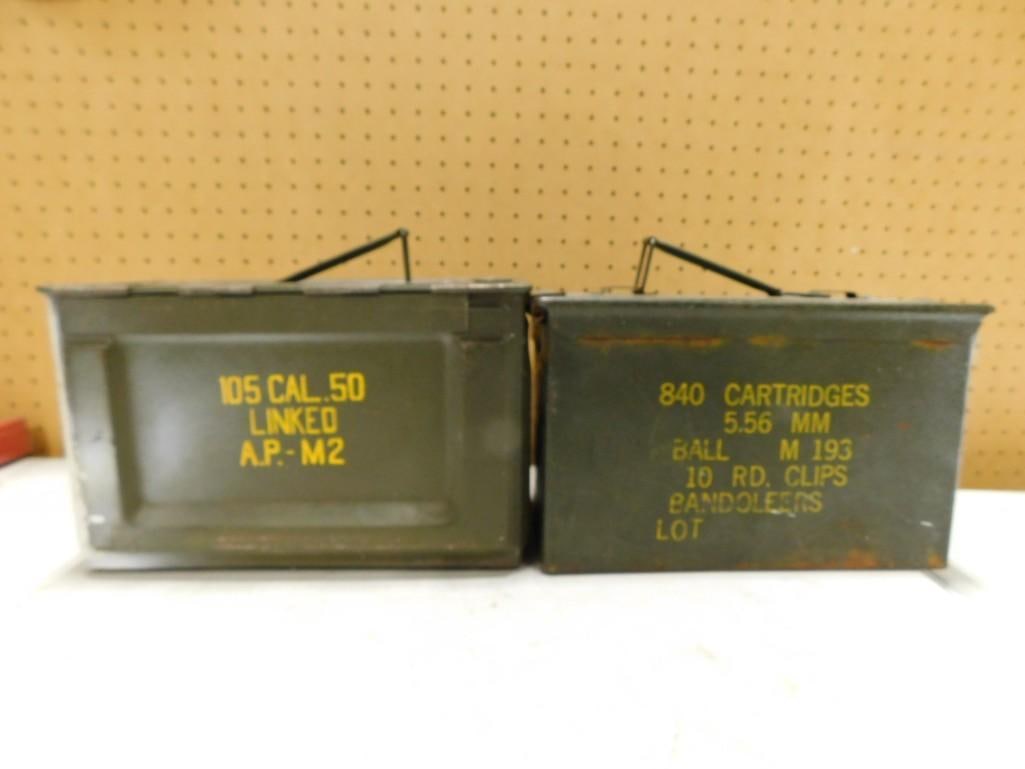 105 CAL..50
LINKED
A.P.-M2
840 CARTRIDGES
5.56 MM
BALL M 193
10 RD. CLIPS
BANDOLEERS
LOT